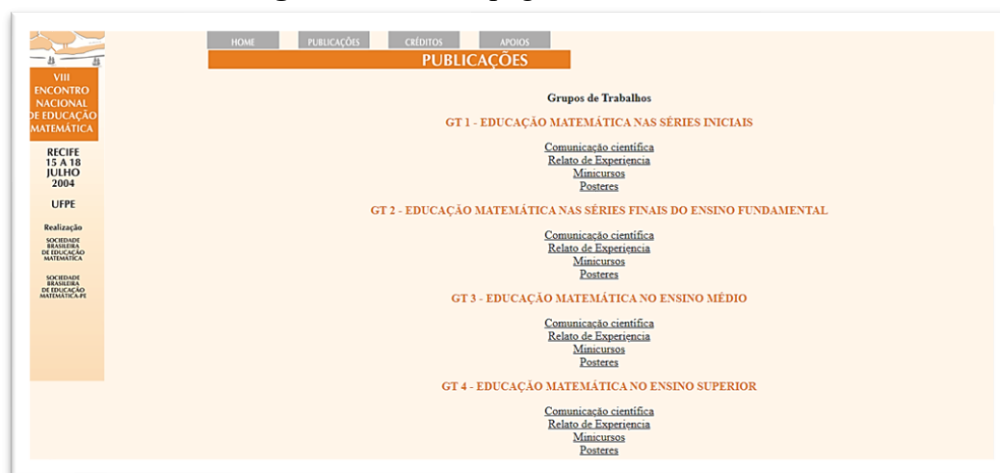 HOME PUBLICAÇÕES CRÉDITOS APOIOS
PUBLICAÇÕES
VIII
ENCONTRO
NACIONAL
DE EDUCAÇÃO
MATEMÁTICA
RECIFE
15 A 18
JULHO
2004
UFPE
Realização
SOCIEDADE
BRASILEIRA
DE EDUCAÇÃO
MATEMÁTICA
SOCIEDADE
BRASILEIRA
DE EDUCAÇÃO
MATEMÁTICA-PE
Grupos de Trabalhos
GT 1 - EDUCAÇÃO MATEMÁTICA NAS SÉRIES INICIAIS
Comunicação científica
Relato de Experiencia
Minicursos
Posteres
GT 2 - EDUCAÇÃO MATEMÁTICA NAS SÉRIES FINAIS DO ENSINO FUNDAMENTAL
Comunicação científica
Relato de Experiencia
Minicursos
Posteres
GT 3 - EDUCAÇÃO MATEMÁTICA NO ENSINO MÉDIO
Comunicação científica
Relato de Experiencia
Minicursos
Posteres
GT 4 - EDUCAÇÃO MATEMÁTICA NO ENSINO SUPERIOR
Comunicação científica
Relato de Experiencia
Minicursos
Posteres